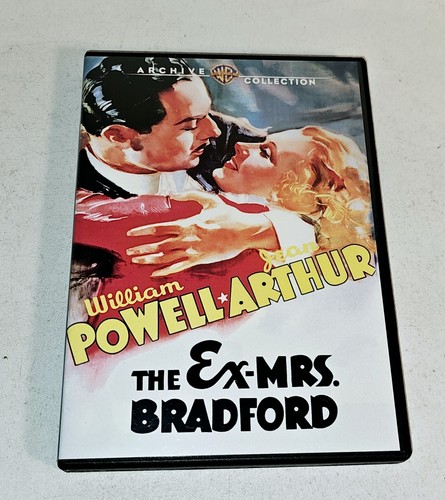 ARCHIVE WB COLLECTION
Jean
William
POWELL★ARTHUR
THE Ex-MRS.
BRADFORD